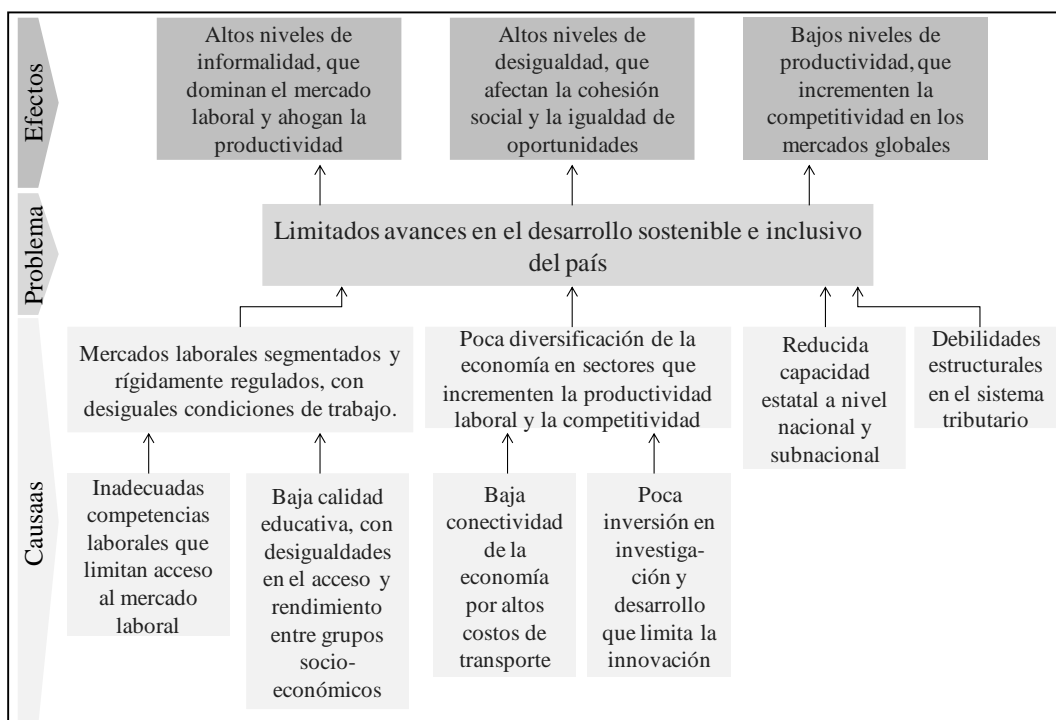 Efectos
Altos niveles de
informalidad, que
dominan el mercado
laboral y ahogan la
productividad
Altos niveles de
desigualdad, que
afectan la cohesión
social y la igualdad de
oportunidades
Bajos niveles de
productividad, que
incrementen la
competitividad en los
mercados globales
Problema
Limitados avances en el desarrollo sostenible e inclusivo
del país
Causaas
Mercados laborales segmentados y
rígidamente regulados, con
desiguales condiciones de trabajo.
Poca diversificación de la
economía en sectores que
incrementen la productividad
laboral y la competitividad
Reducida
capacidad
estatal a nivel
nacional y
subnacional
Debilidades
estructurales
en el sistema
tributario
Inadecuadas
competencias
laborales que
limitan acceso
al mercado
laboral
Baja calidad
educativa, con
desigualdades
en el acceso y
rendimiento
entre grupos
socio-
económicos
Baja
conectividad
de la
economía
por altos
costos de
transporte
Poca
inversión en
investiga-
ción y
desarrollo
que limita la
innovación